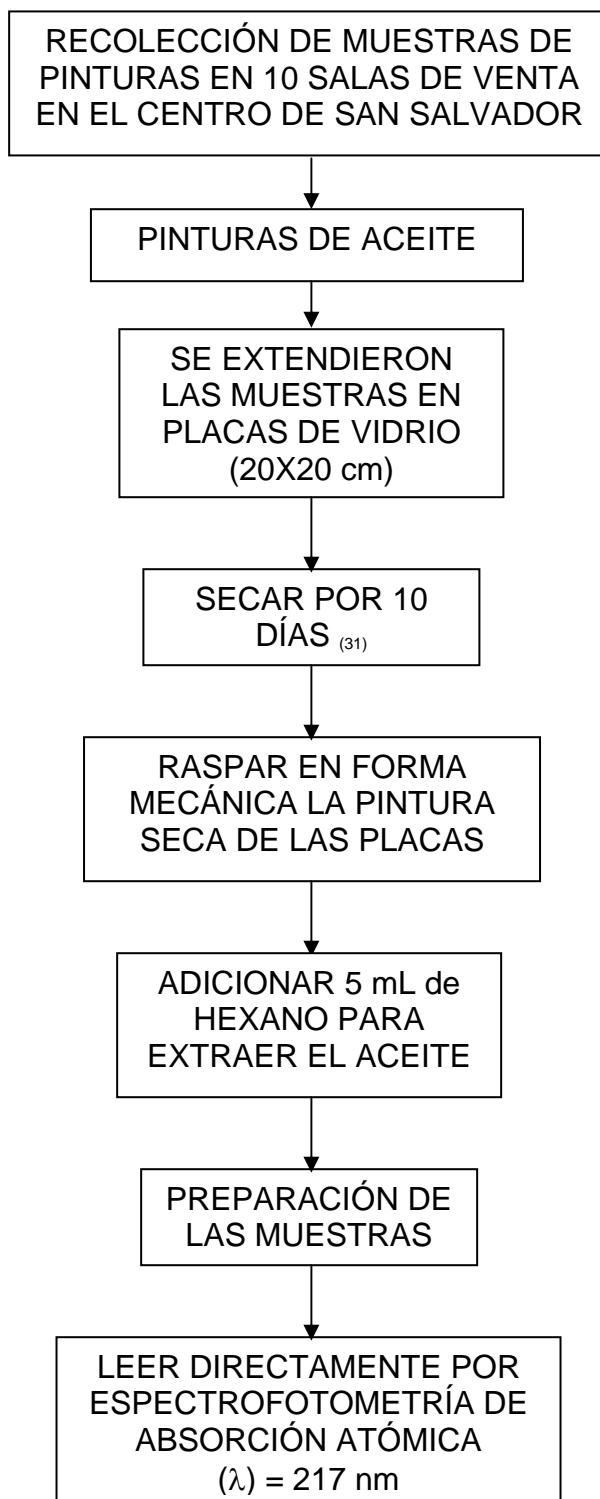 RECOLECCIÓN DE MUESTRAS DE
PINTURAS EN 10 SALAS DE VENTA
EN EL CENTRO DE SAN SALVADOR
PINTURAS DE ACEITE
SE EXTENDIERON
LAS MUESTRAS EN
PLACAS DE VIDRIO
(20X20 cm)
SECAR POR 10
DÍAS (31)
RASPAR EN FORMA
MECÁNICA LA PINTURA
SECA DE LAS PLACAS
ADICIONAR 5 mL de
HEXANO PARA
EXTRAER EL ACEITE
PREPARACIÓN DE
LAS MUESTRAS
LEER DIRECTAMENTE POR
ESPECTROFOTOMETRÍA DE
ABSORCIÓN ATÓMICA
(λ) = 217 nm